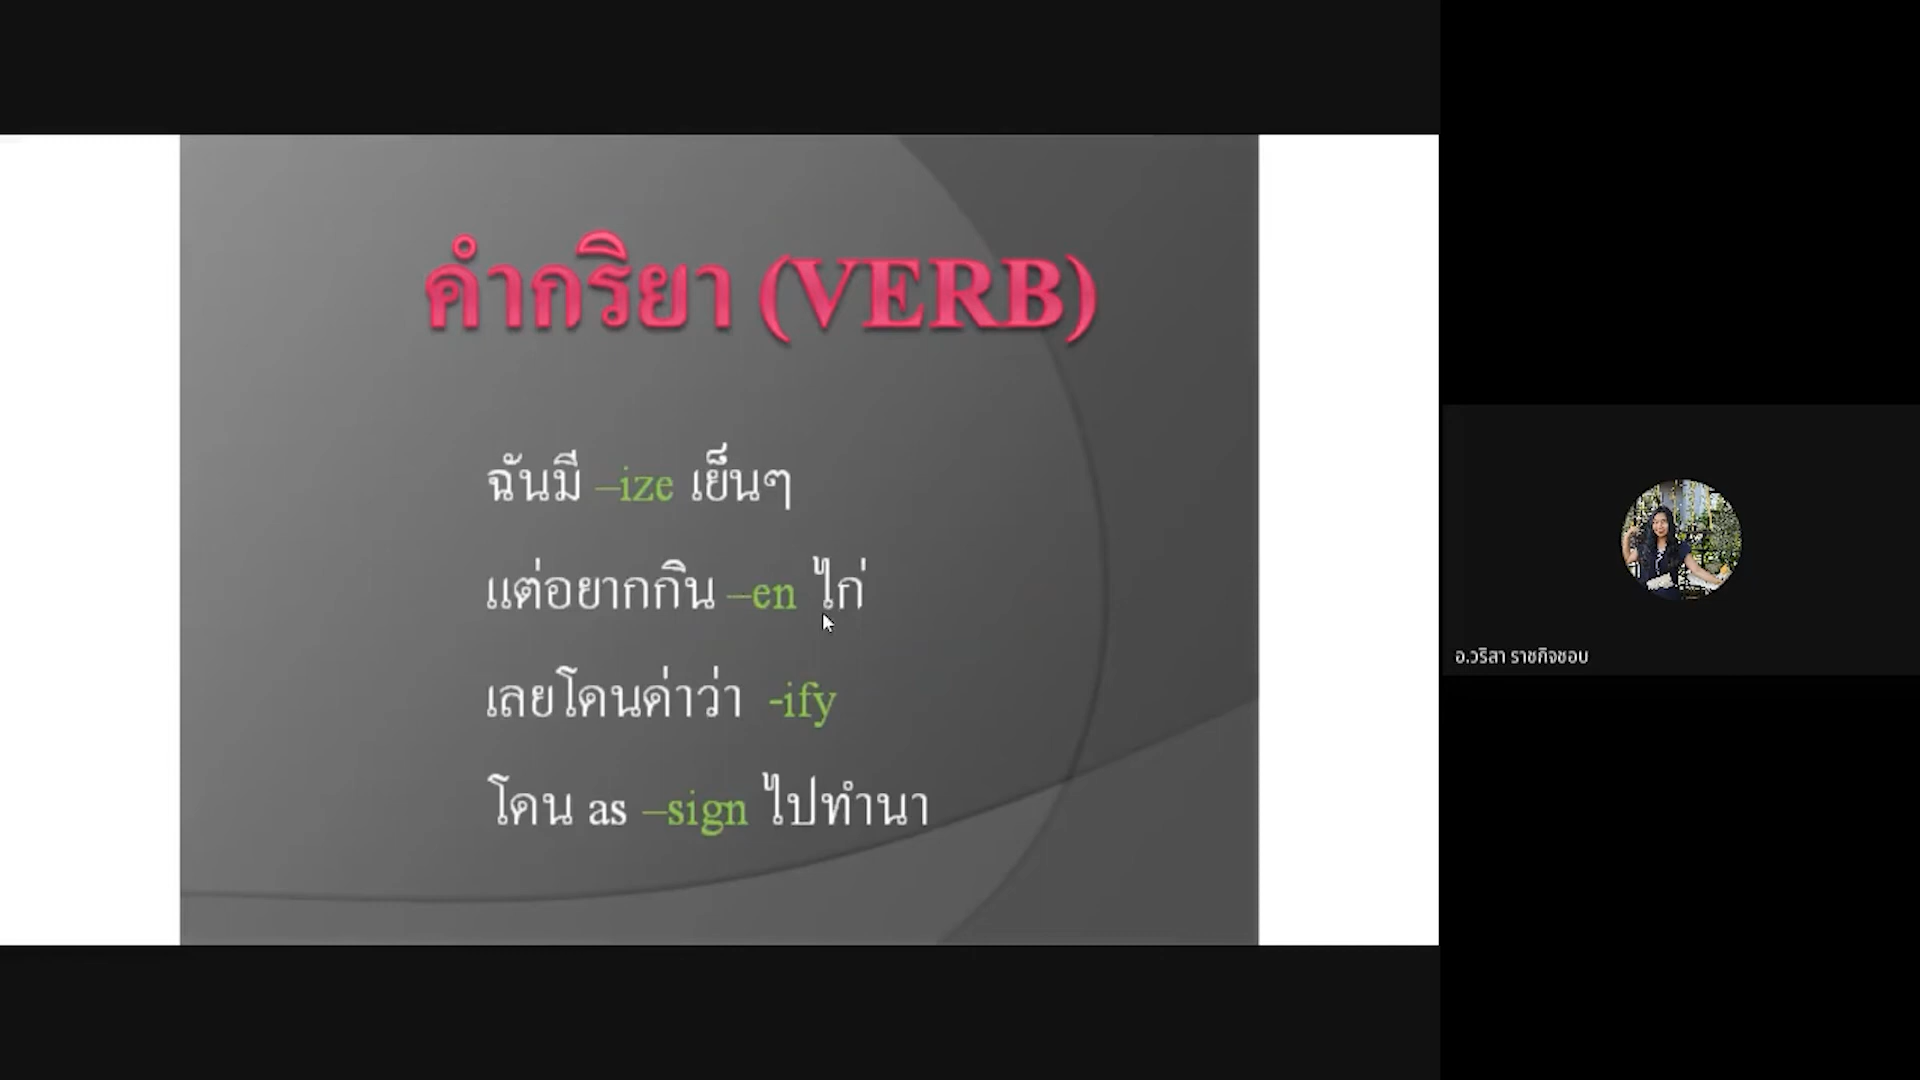 คำกริยา (VERB)
ฉันมี –ize เย็นๆ
แต่อยากกิน –en ไก่
เลยโดนด่าว่า -ify
โดน as –sign ไปทำนา
อ.วริสา ราชกิจชอบ